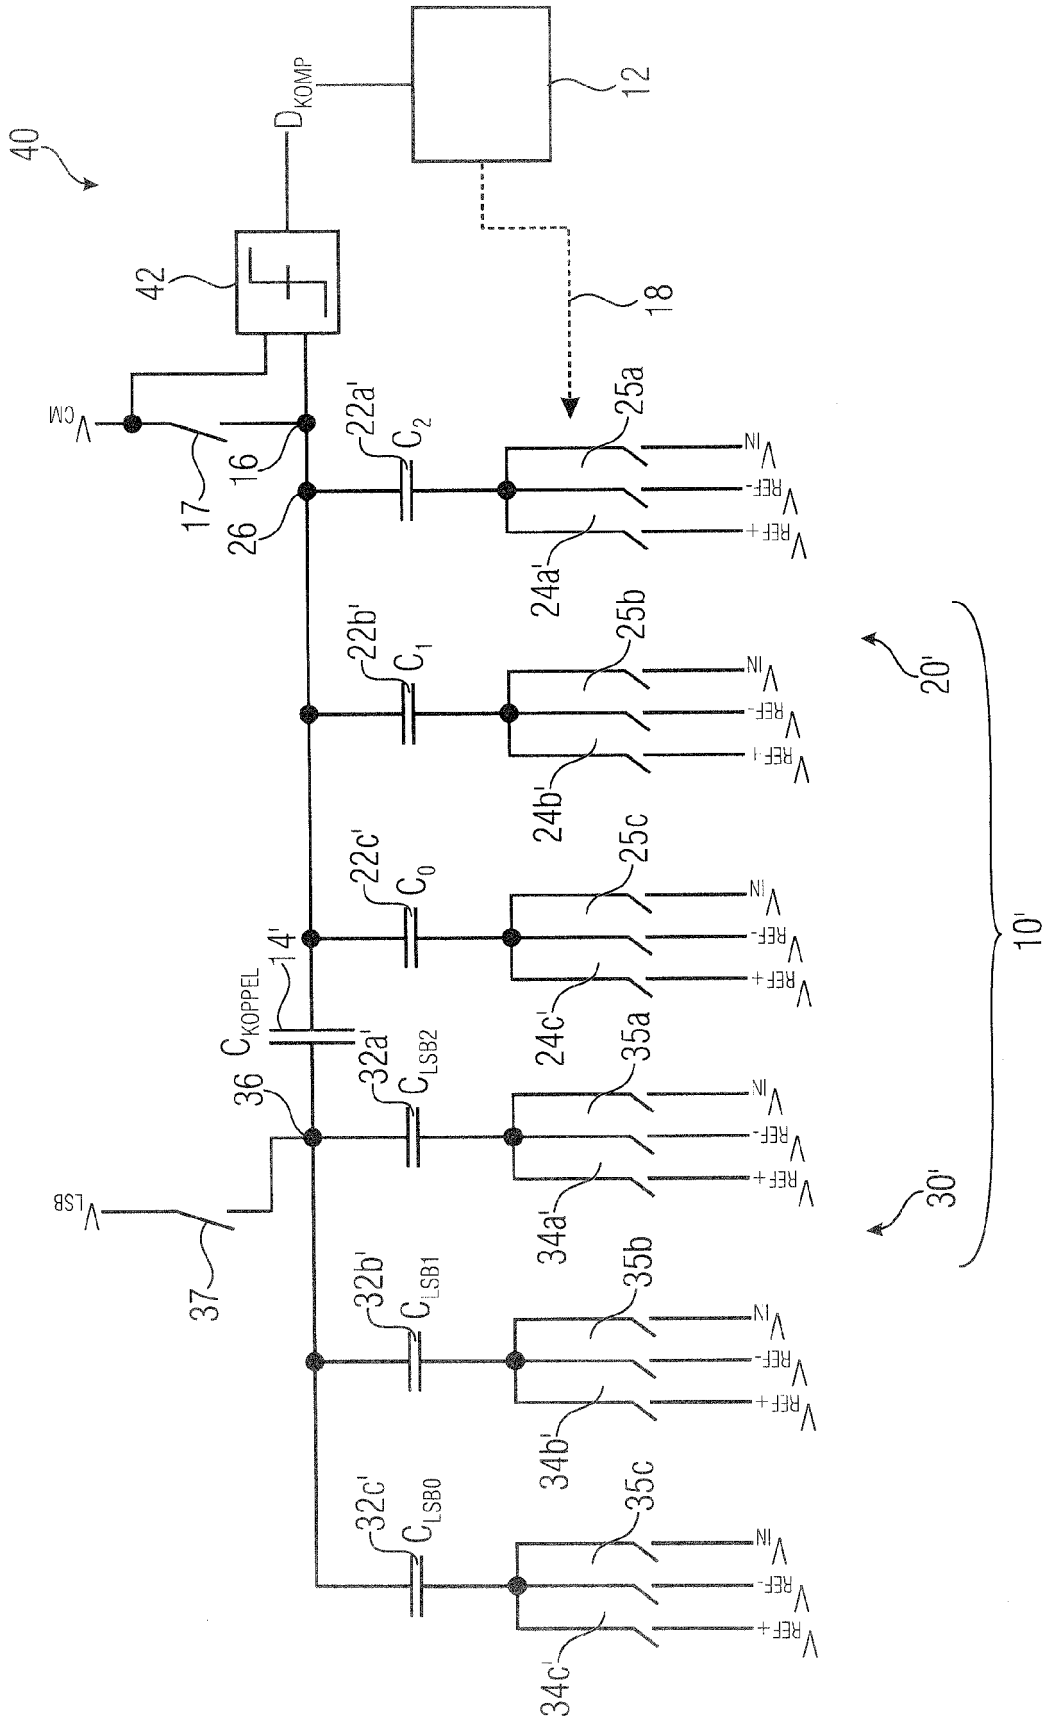 40
42
D_KOMP
12
18
V_CM
17
16
26
22a'
C_2
25a
24a'
V_REF+
V_REF-
V_IN
22b'
C_1
25b
24b'
V_REF+
V_REF-
V_IN
20'
14'
C_KOPPEL
22c'
C_0
25c
24c'
V_REF+
V_REF-
V_IN
10'
V_LSB
37
36
32a'
C_LSB2
35a
34a'
V_REF+
V_REF-
V_IN
30'
32b'
C_LSB1
35b
34b'
V_REF+
V_REF-
V_IN
32c'
C_LSB0
35c
34c'
V_REF+
V_REF-
V_IN